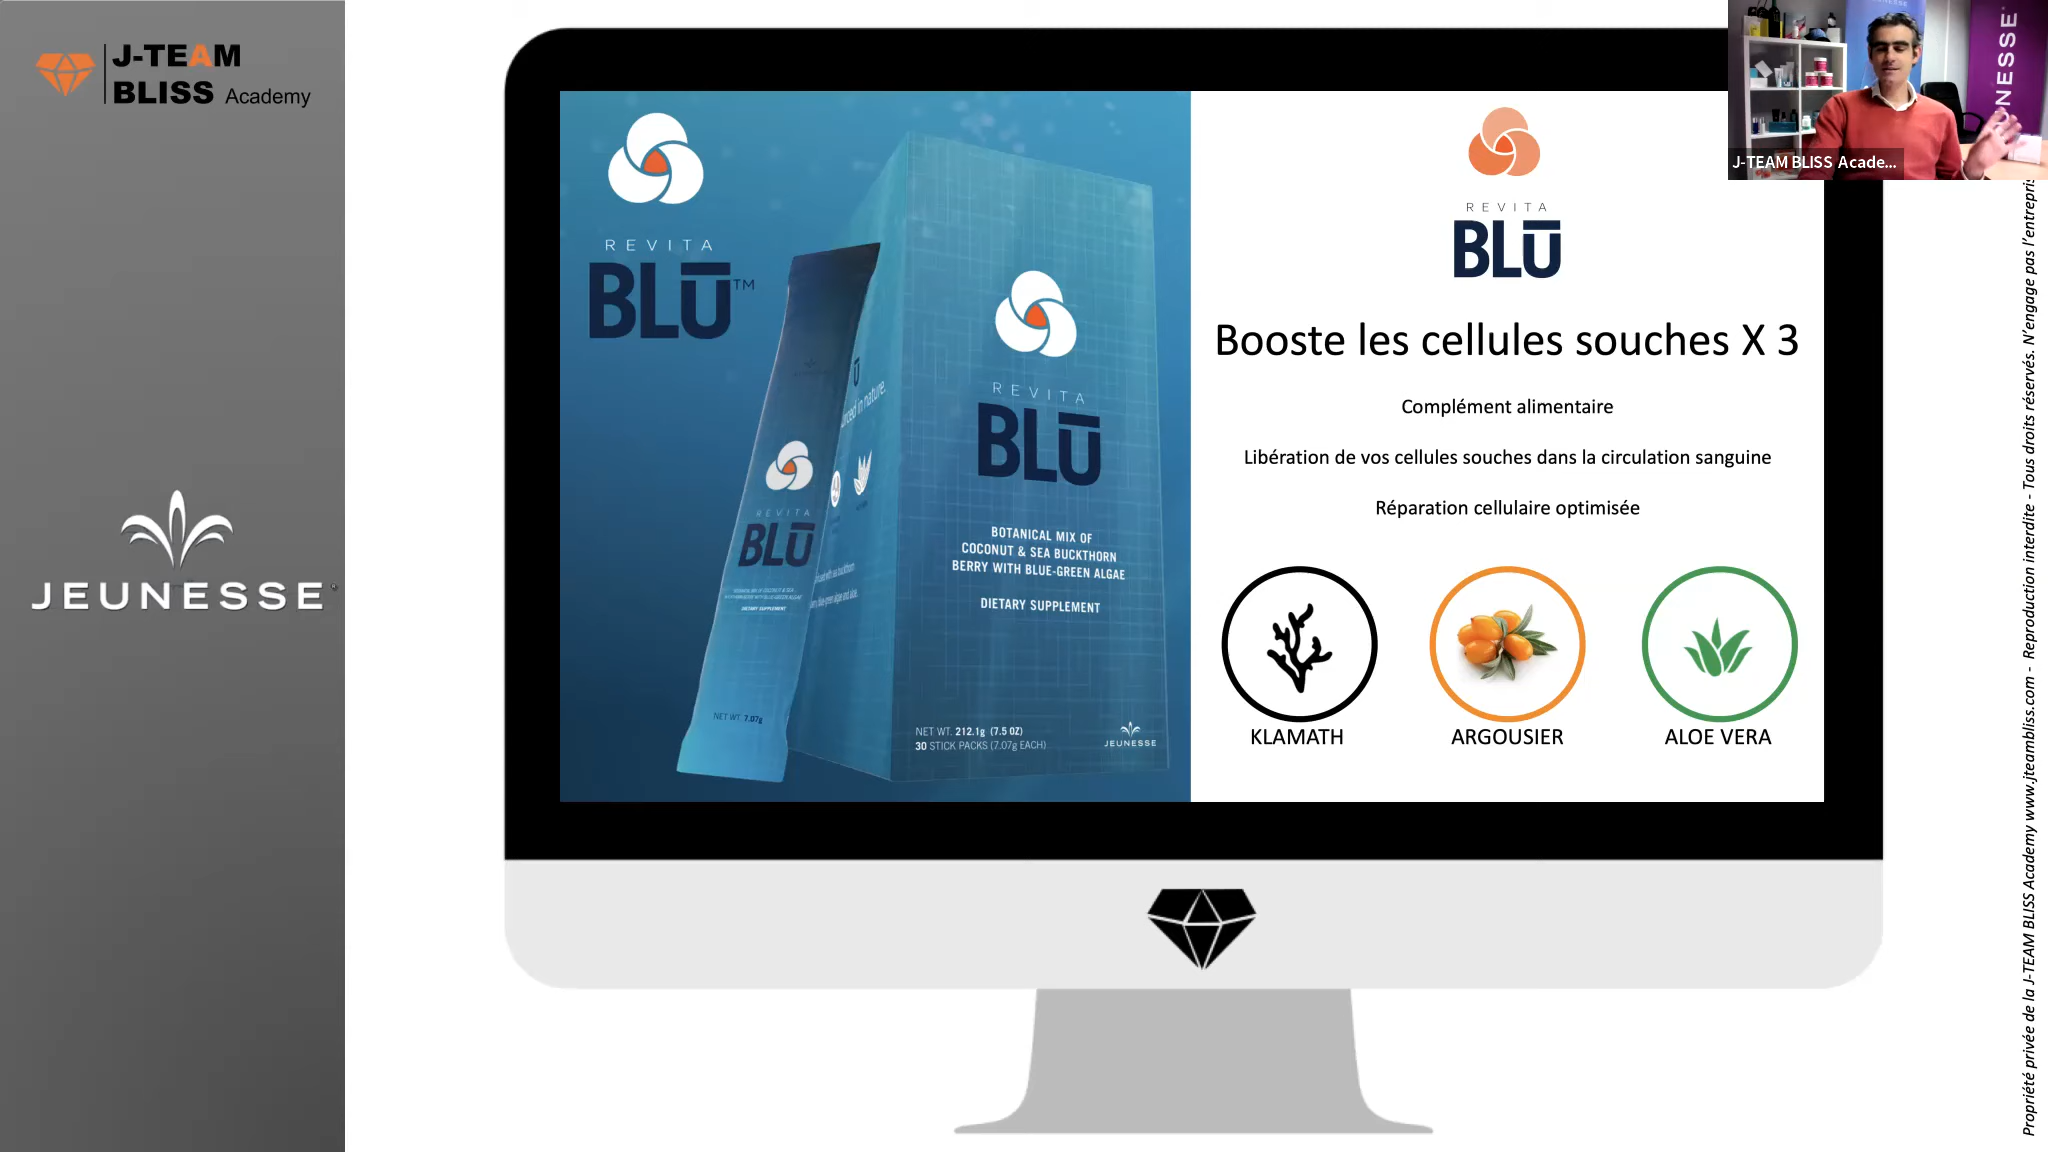 J-TEAM
BLISS Academy
JEUNESSE
REVITA
BLŪ™
REVITA
BLŪ
REVITA
BLŪ
BOTANICAL MIX OF
COCONUT & SEA BUCKTHORN
BERRY WITH BLUE-GREEN ALGAE
DIETARY SUPPLEMENT
NET WT. 212.1g (7.5 OZ)
30 STICK PACKS (7.07g EACH)
JEUNESSE
DIETARY SUPPLEMENT
NET WT. 7.07g
REVITA
BLŪ
Booste les cellules souches X 3
Complément alimentaire
Libération de vos cellules souches dans la circulation sanguine
Réparation cellulaire optimisée
KLAMATH
ARGOUSIER
ALOE VERA
J-TEAM BLISS Acade...
NESSE
Propriété privée de la J-TEAM BLISS Academy www.jteambliss.com - Reproduction interdite - Tous droits réservés. N'engage pas l'entrepris